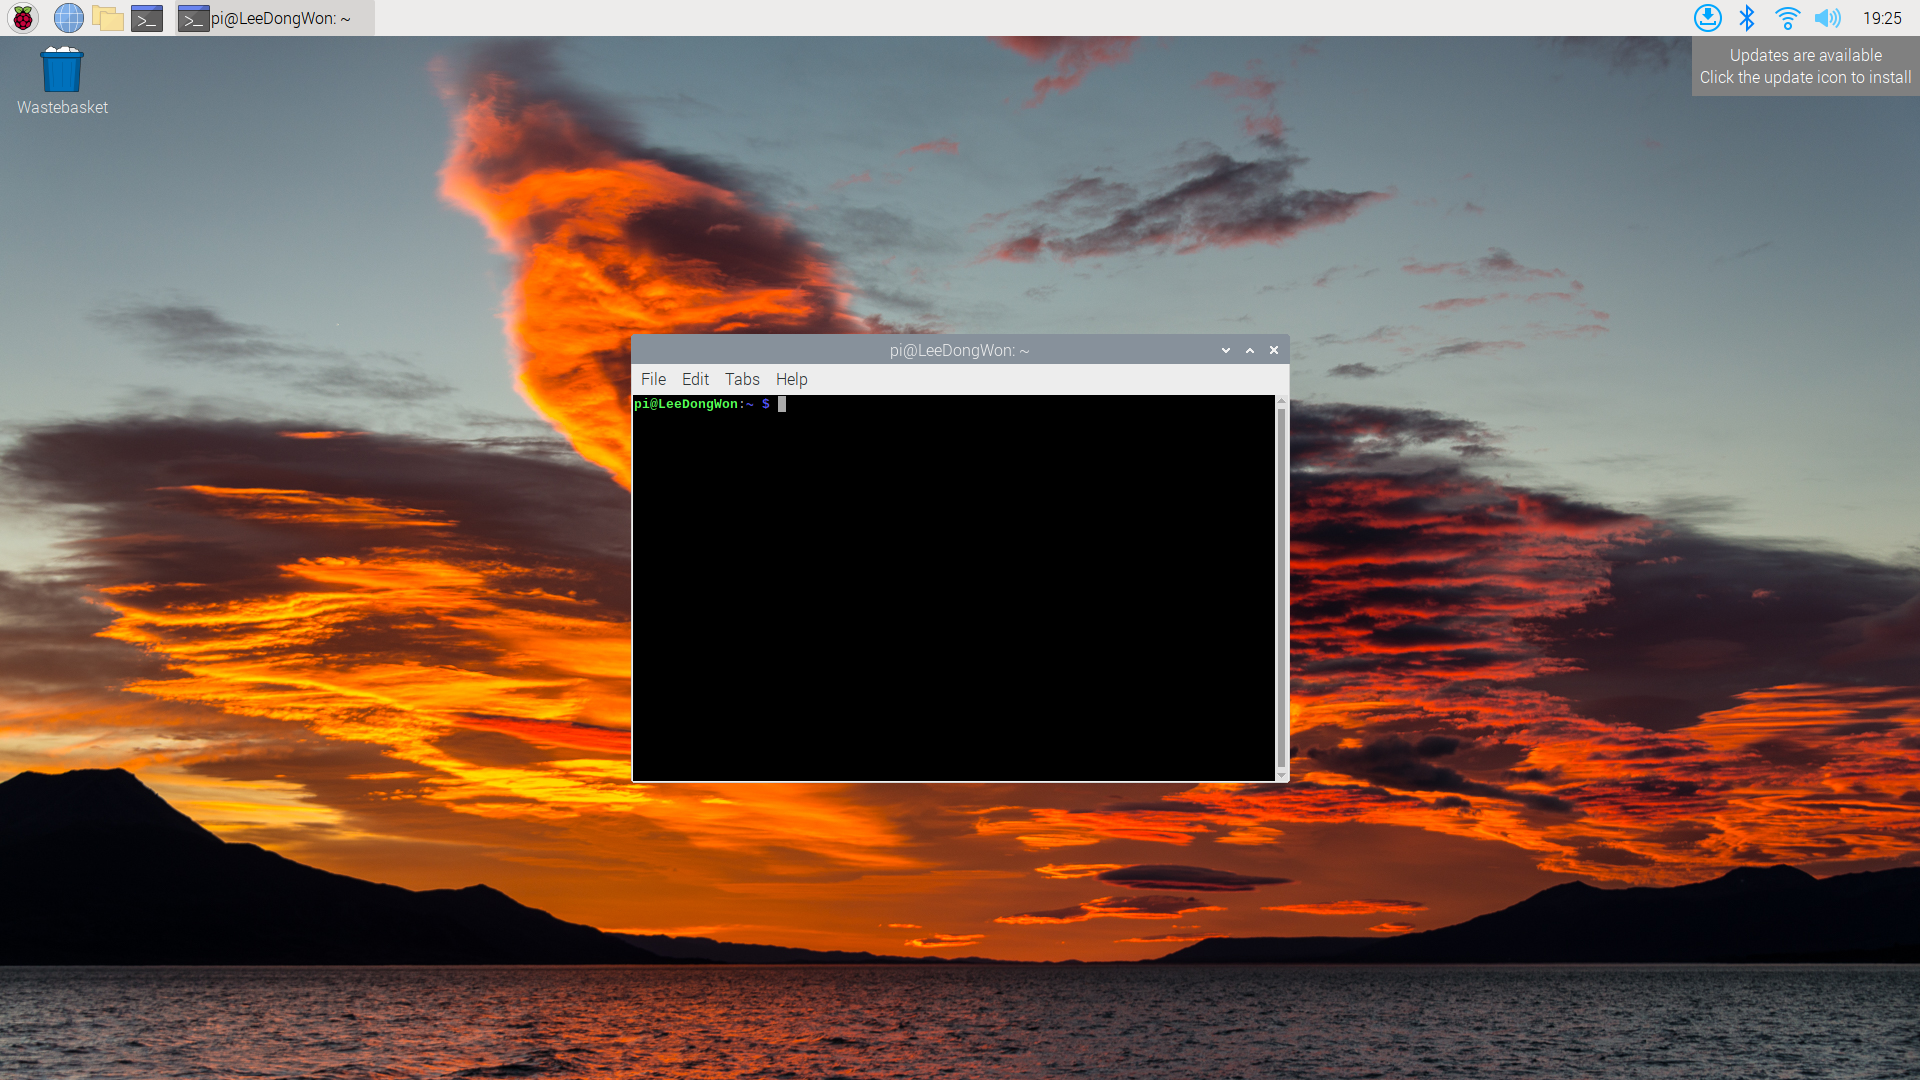 pi@LeeDongWon: ~
19:25
Updates are available
Click the update icon to install
Wastebasket
pi@LeeDongWon: ~
File Edit Tabs Help
pi@LeeDongWon:~ $